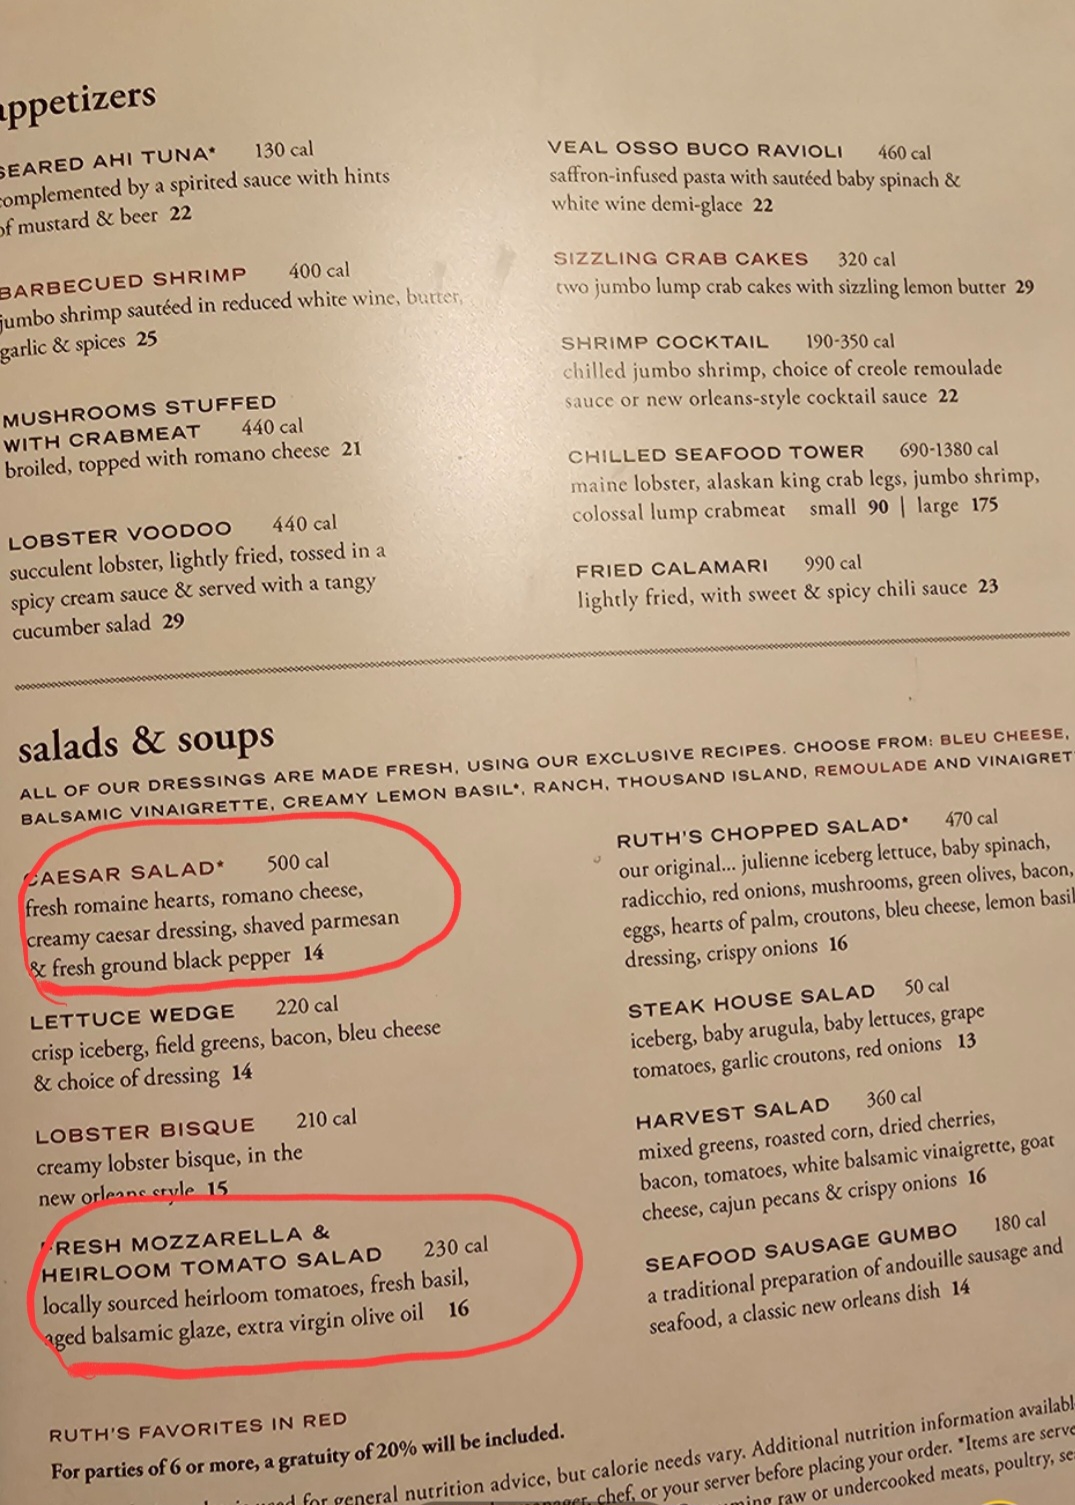 appetizers
SEARED AHI TUNA* 130 cal
complemented by a spirited sauce with hints
of mustard & beer 22
BARBECUED SHRIMP 400 cal
jumbo shrimp sautéed in reduced white wine, butter,
garlic & spices 25
MUSHROOMS STUFFED
WITH CRABMEAT 440 cal
broiled, topped with romano cheese 21
LOBSTER VOODOO 440 cal
succulent lobster, lightly fried, tossed in a
spicy cream sauce & served with a tangy
cucumber salad 29
VEAL OSSO BUCO RAVIOLI 460 cal
saffron-infused pasta with sautéed baby spinach &
white wine demi-glace 22
SIZZLING CRAB CAKES 320 cal
two jumbo lump crab cakes with sizzling lemon butter 29
SHRIMP COCKTAIL 190-350 cal
chilled jumbo shrimp, choice of creole remoulade
sauce or new orleans-style cocktail sauce 22
CHILLED SEAFOOD TOWER 690-1380 cal
maine lobster, alaskan king crab legs, jumbo shrimp,
colossal lump crabmeat small 90 | large 175
FRIED CALAMARI 990 cal
lightly fried, with sweet & spicy chili sauce 23
salads & soups
ALL OF OUR DRESSINGS ARE MADE FRESH, USING OUR EXCLUSIVE RECIPES. CHOOSE FROM: BLEU CHEESE,
BALSAMIC VINAIGRETTE, CREAMY LEMON BASIL*, RANCH, THOUSAND ISLAND, REMOULADE AND VINAIGRET
CAESAR SALAD* 500 cal
fresh romaine hearts, romano cheese,
creamy caesar dressing, shaved parmesan
& fresh ground black pepper 14
LETTUCE WEDGE 220 cal
crisp iceberg, field greens, bacon, bleu cheese
& choice of dressing 14
LOBSTER BISQUE 210 cal
creamy lobster bisque, in the
new orleans style 15
FRESH MOZZARELLA &
HEIRLOOM TOMATO SALAD 230 cal
locally sourced heirloom tomatoes, fresh basil,
aged balsamic glaze, extra virgin olive oil 16
RUTH'S CHOPPED SALAD* 470 cal
our original... julienne iceberg lettuce, baby spinach,
radicchio, red onions, mushrooms, green olives, bacon,
eggs, hearts of palm, croutons, bleu cheese, lemon basil
dressing, crispy onions 16
STEAK HOUSE SALAD 50 cal
iceberg, baby arugula, baby lettuces, grape
tomatoes, garlic croutons, red onions 13
HARVEST SALAD 360 cal
mixed greens, roasted corn, dried cherries,
bacon, tomatoes, white balsamic vinaigrette, goat
cheese, cajun pecans & crispy onions 16
SEAFOOD SAUSAGE GUMBO 180 cal
a traditional preparation of andouille sausage and
seafood, a classic new orleans dish 14
RUTH'S FAVORITES IN RED
For parties of 6 or more, a gratuity of 20% will be included.
for general nutrition advice, but calorie needs vary. Additional nutrition information availabl
chef, or your server before placing your order. *Items are serve
raw or undercooked meats, poultry, se